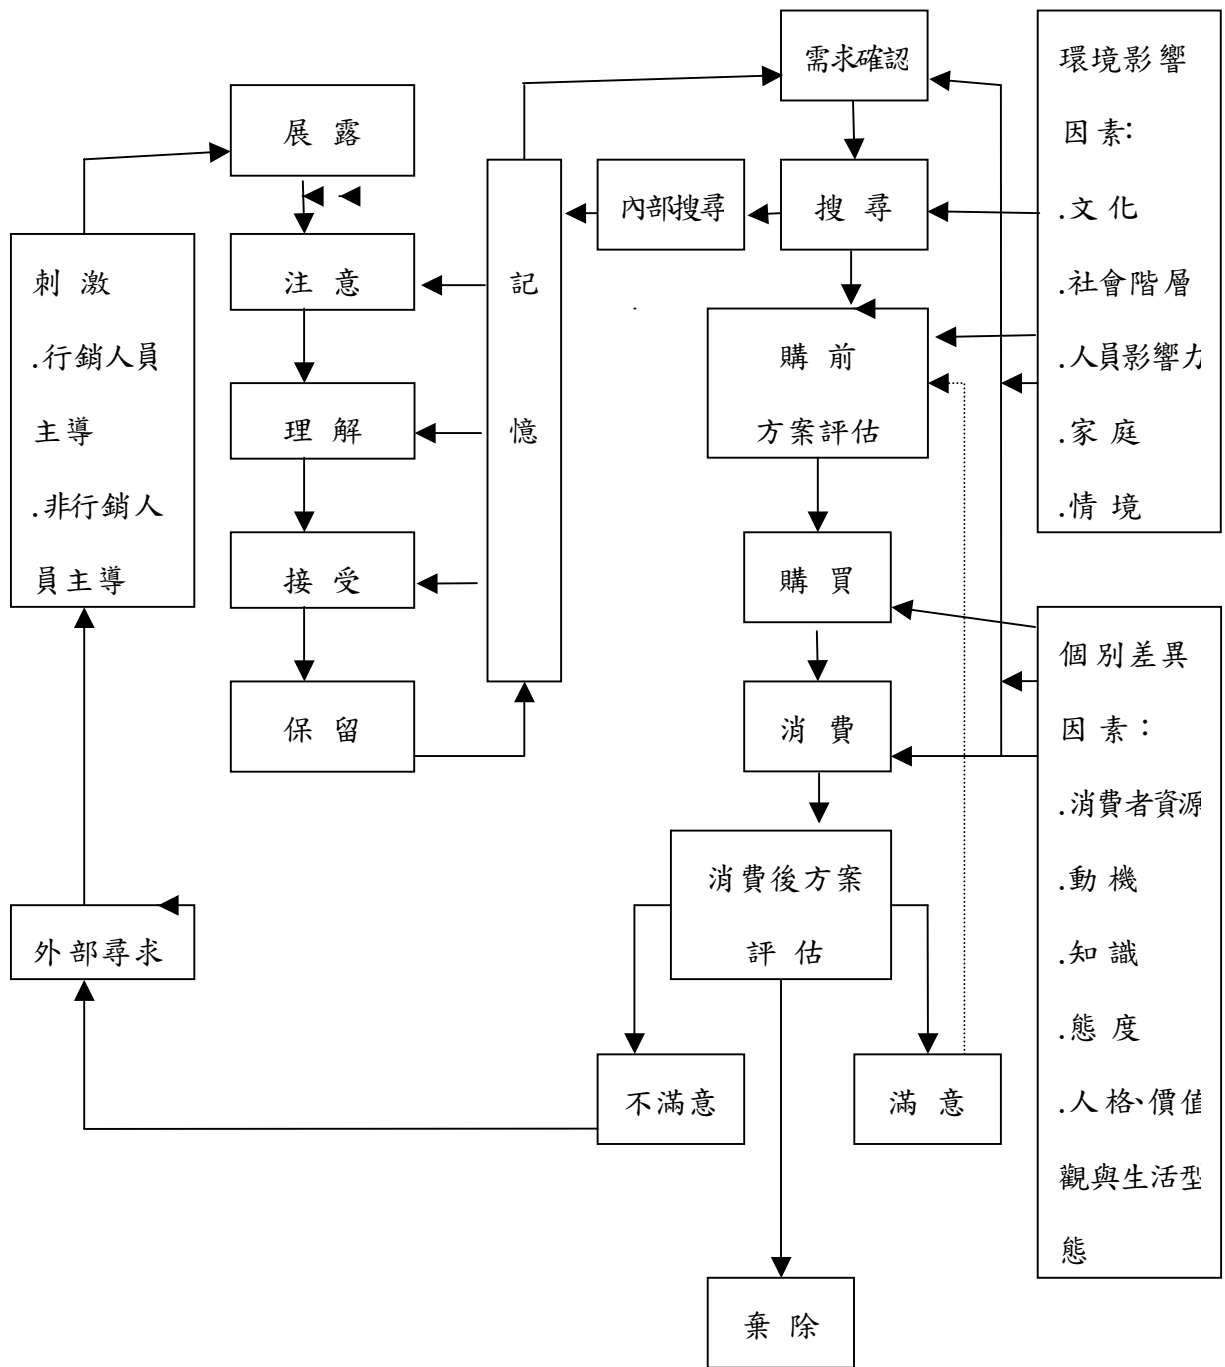 刺激
.行銷人員
主導
.非行銷人
員主導
外部尋求
展露
注意
理解
接受
保留
記
憶
內部搜尋
需求確認
搜尋
購前
方案評估
購買
消費
消費後方案
評估
不滿意
滿意
棄除
環境影響
因素:
.文化
.社會階層
.人員影響力
.家庭
.情境
個別差異
因素：
.消費者資源
.動機
.知識
.態度
.人格、價值
觀與生活型
態